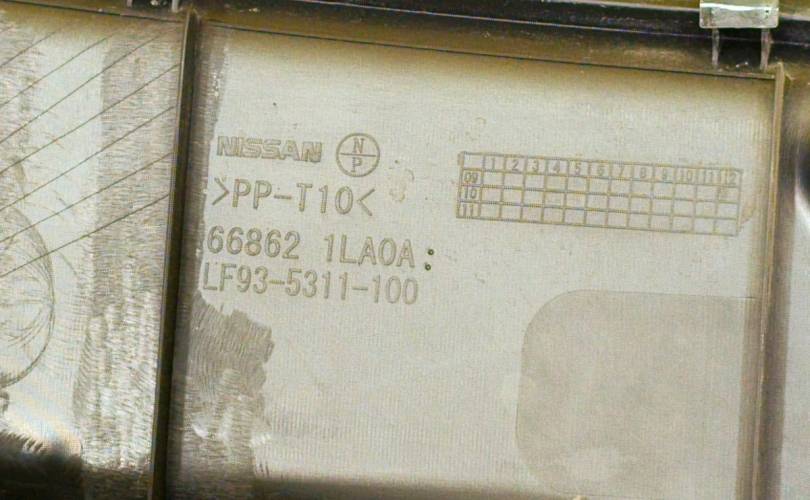 NISSAN N P
>PP-T10<
66862 1LA0A:
LF93-5311-100
1 2 3 4 5 6 7 8 9 10 11 12
09
10
11